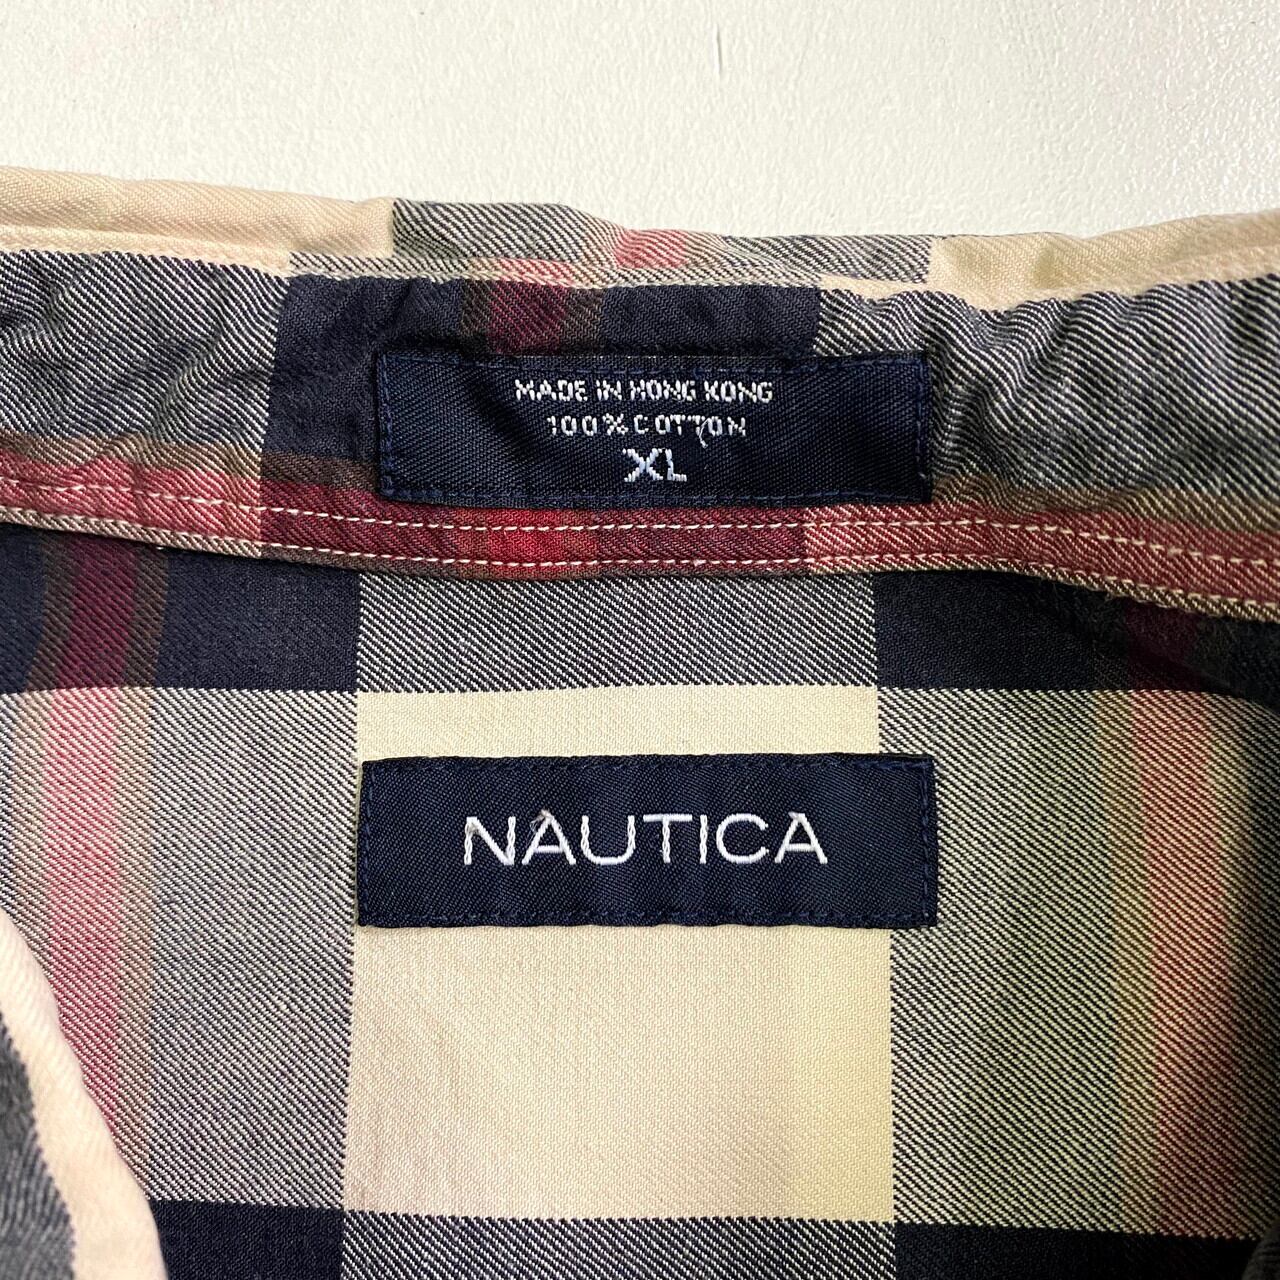 MADE IN HONG KONG
100% COTTON
XL
NAUTICA